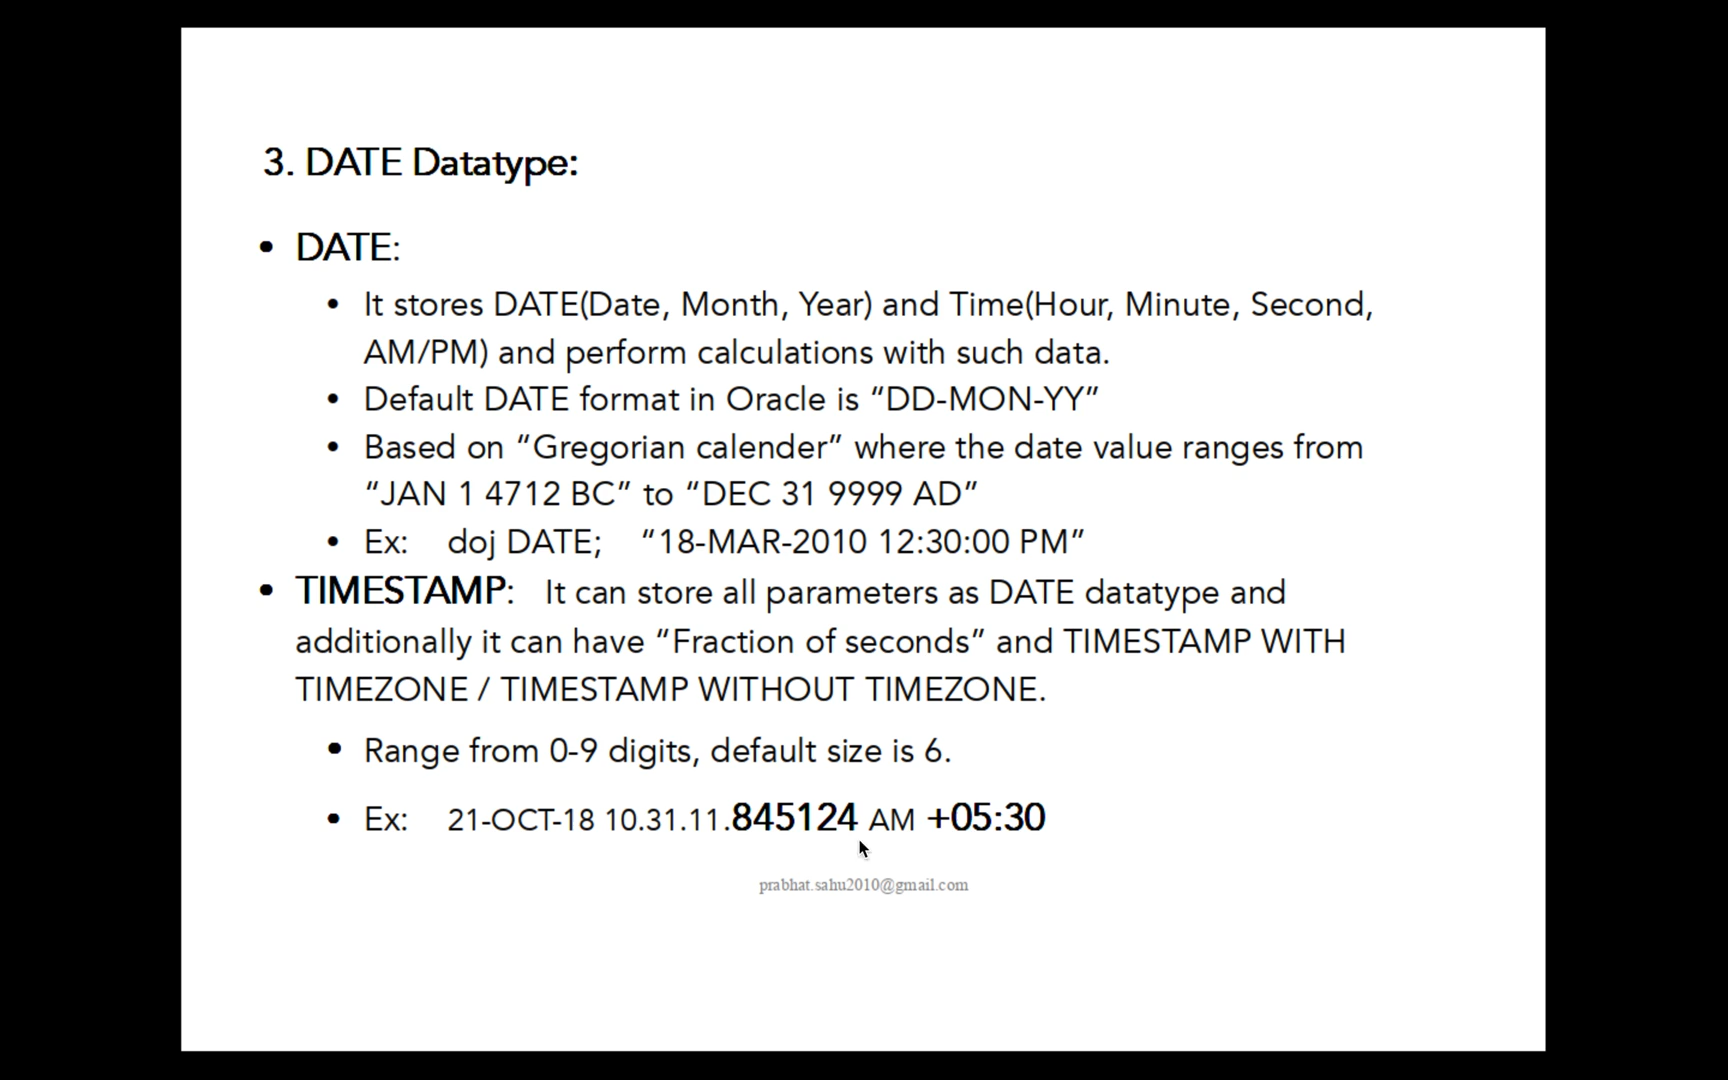 3. DATE Datatype:
• DATE:
• It stores DATE(Date, Month, Year) and Time(Hour, Minute, Second,
AM/PM) and perform calculations with such data.
• Default DATE format in Oracle is “DD-MON-YY”
• Based on “Gregorian calender” where the date value ranges from
“JAN 1 4712 BC” to “DEC 31 9999 AD”
• Ex: doj DATE; “18-MAR-2010 12:30:00 PM”
• TIMESTAMP: It can store all parameters as DATE datatype and
additionally it can have “Fraction of seconds” and TIMESTAMP WITH
TIMEZONE / TIMESTAMP WITHOUT TIMEZONE.
• Range from 0-9 digits, default size is 6.
• Ex: 21-OCT-18 10.31.11.845124 AM +05:30
prabhat.sahu2010@gmail.com